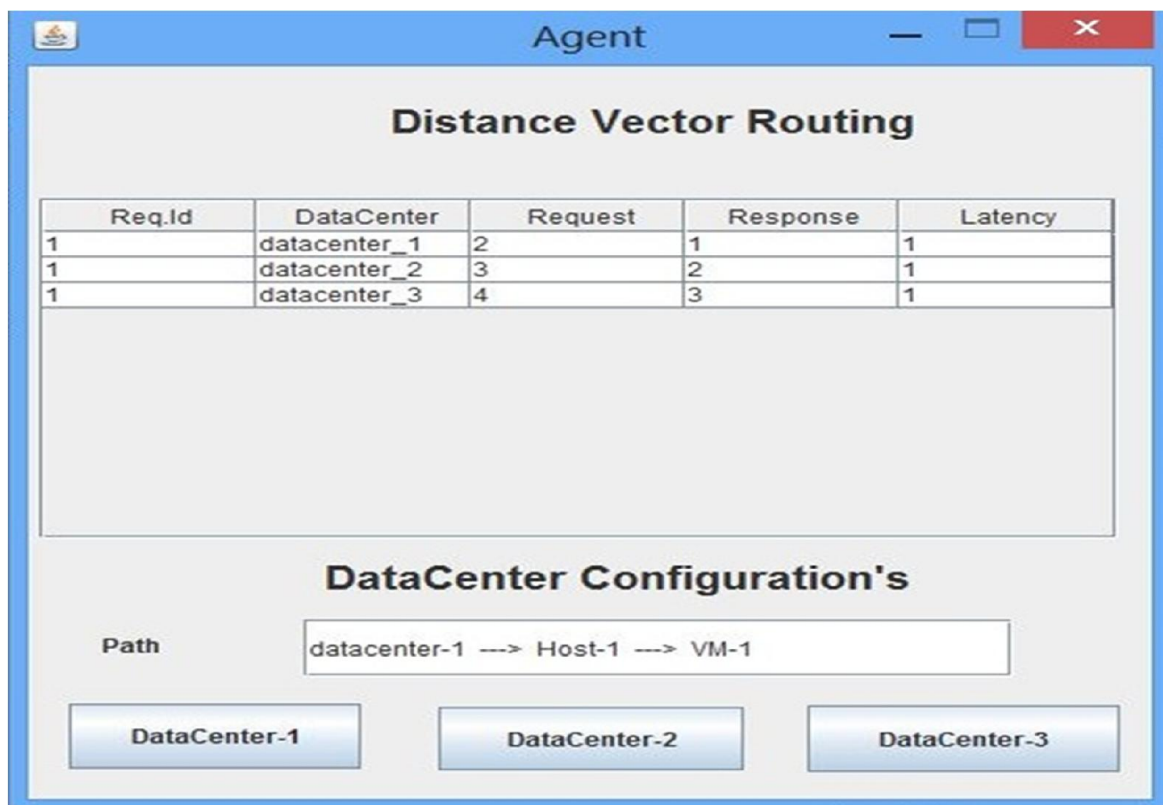 Agent
Distance Vector Routing
Req.Id DataCenter Request Response Latency
1 datacenter_1 2 1 1
1 datacenter_2 3 2 1
1 datacenter_3 4 3 1
DataCenter Configuration's
Path datacenter-1 ---> Host-1 ---> VM-1
DataCenter-1 DataCenter-2 DataCenter-3